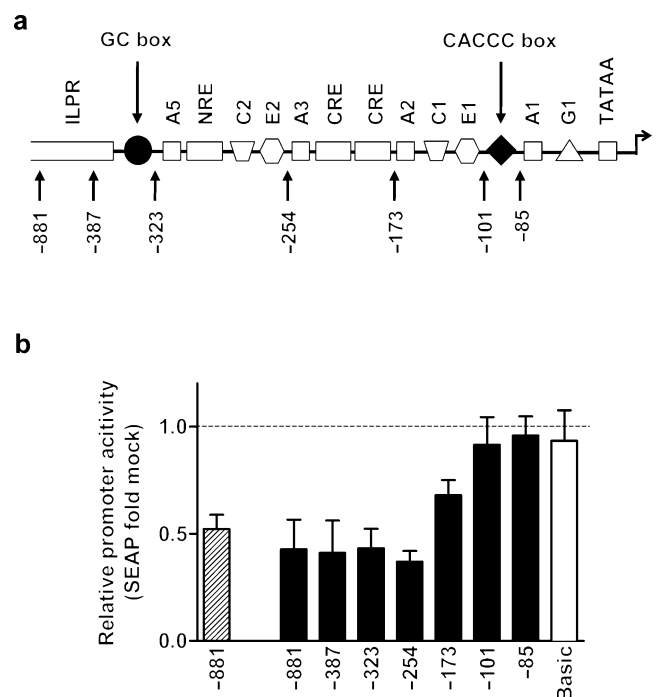 a
GC box
CACCC box
ILPR
A5
NRE
C2
E2
A3
CRE
CRE
A2
C1
E1
A1
G1
TATAA
-881
-387
-323
-254
-173
-101
-85
b
Relative promoter acitivity
(SEAP fold mock)
1.0
0.5
0.0
-881
-881
-387
-323
-254
-173
-101
-85
Basic